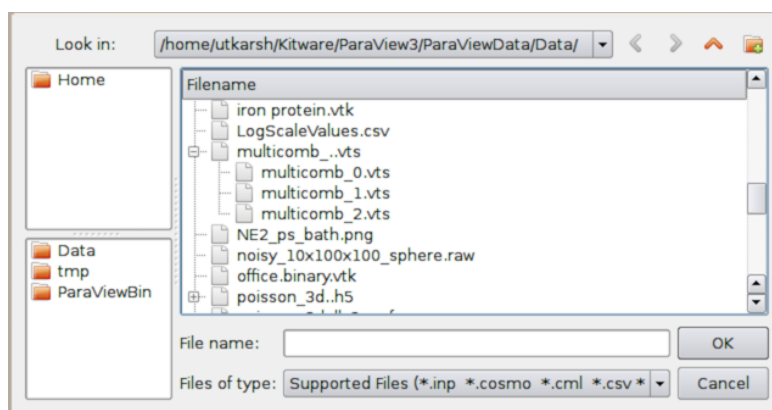 Look in: /home/utkarsh/Kitware/ParaView3/ParaViewData/Data/
Home
Filename
iron protein.vtk
LogScaleValues.csv
multicomb_..vts
multicomb_0.vts
multicomb_1.vts
multicomb_2.vts
NE2_ps_bath.png
noisy_10x100x100_sphere.raw
office.binary.vtk
poisson_3d..h5
Data
tmp
ParaViewBin
File name: OK
Files of type: Supported Files (*.inp *.cosmo *.cml *.csv * Cancel